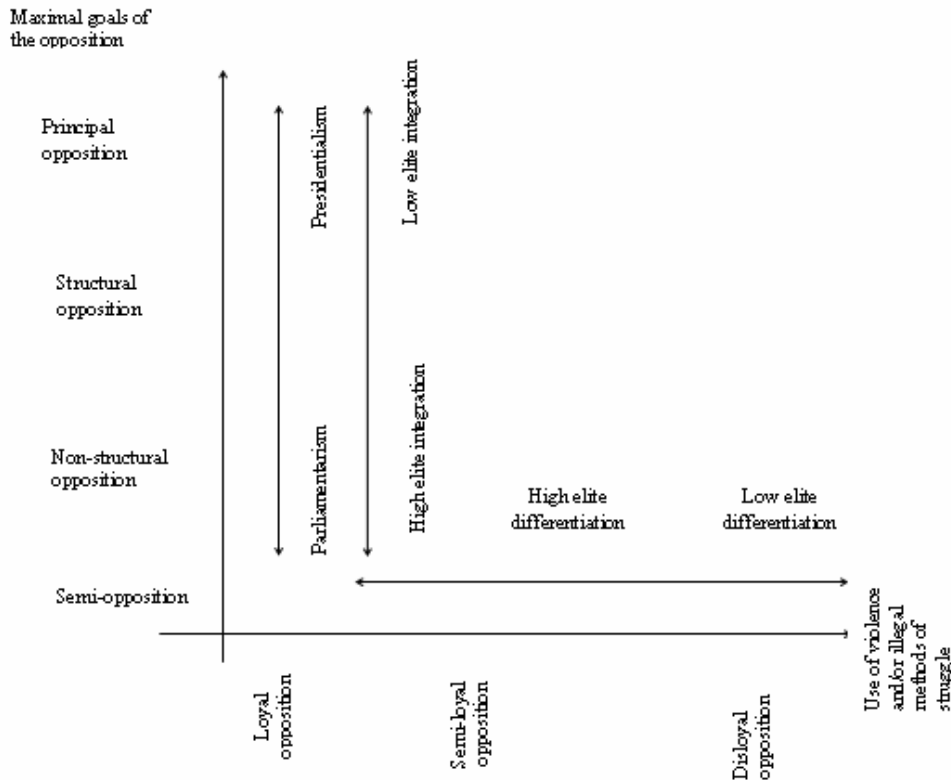 Maximal goals of
the opposition
Principal
opposition
Presidentialism
Low elite integration
Structural
opposition
Non-structural
opposition
Parliamentarism
High elite integration
High elite
differentiation
Low elite
differentiation
Semi-opposition
Use of violence
and/or illegal
methods of
struggle
Loyal
opposition
Semi-loyal
opposition
Disloyal
opposition